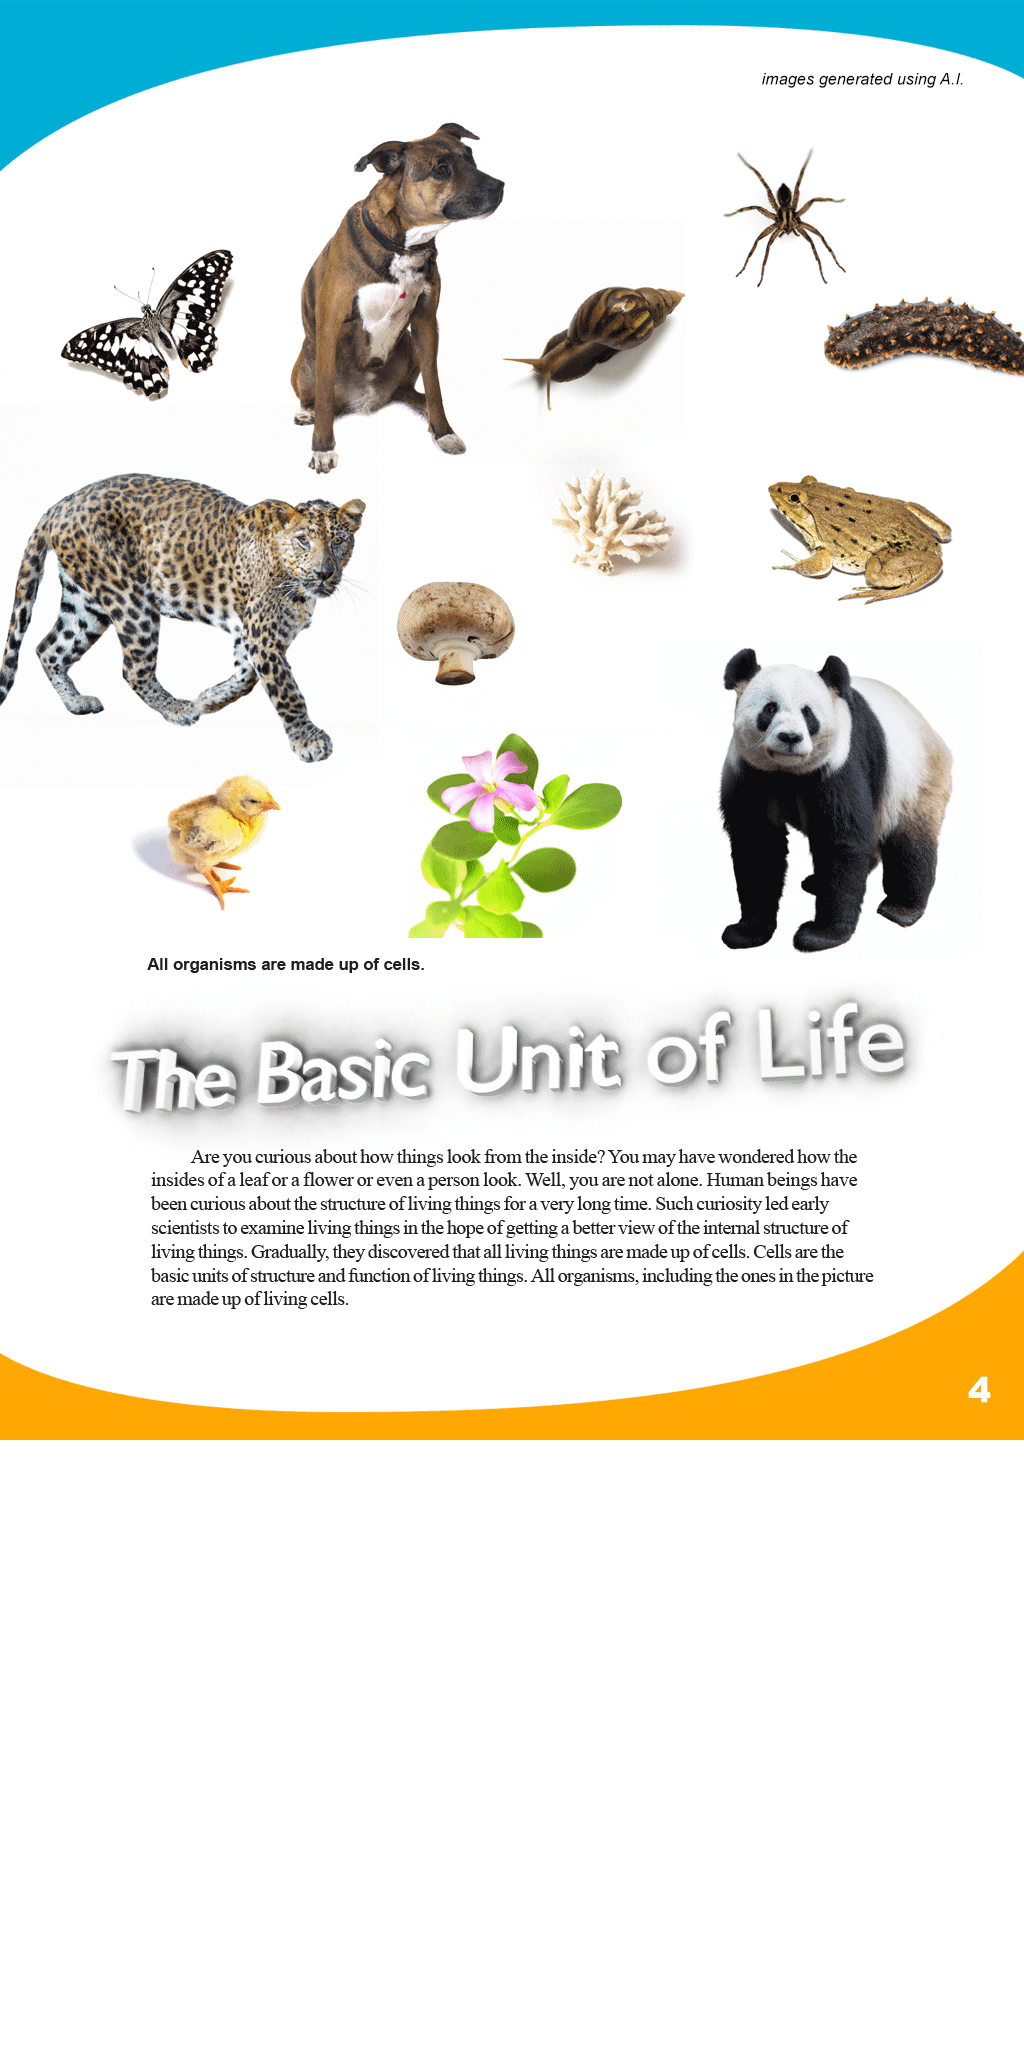 images generated using A.I.
All organisms are made up of cells.
The Basic Unit of Life
Are you curious about how things look from the inside? You may have wondered how the
insides of a leaf or a flower or even a person look. Well, you are not alone. Human beings have
been curious about the structure of living things for a very long time. Such curiosity led early
scientists to examine living things in the hope of getting a better view of the internal structure of
living things. Gradually, they discovered that all living things are made up of cells. Cells are the
basic units of structure and function of living things. All organisms, including the ones in the picture
are made up of living cells.
4